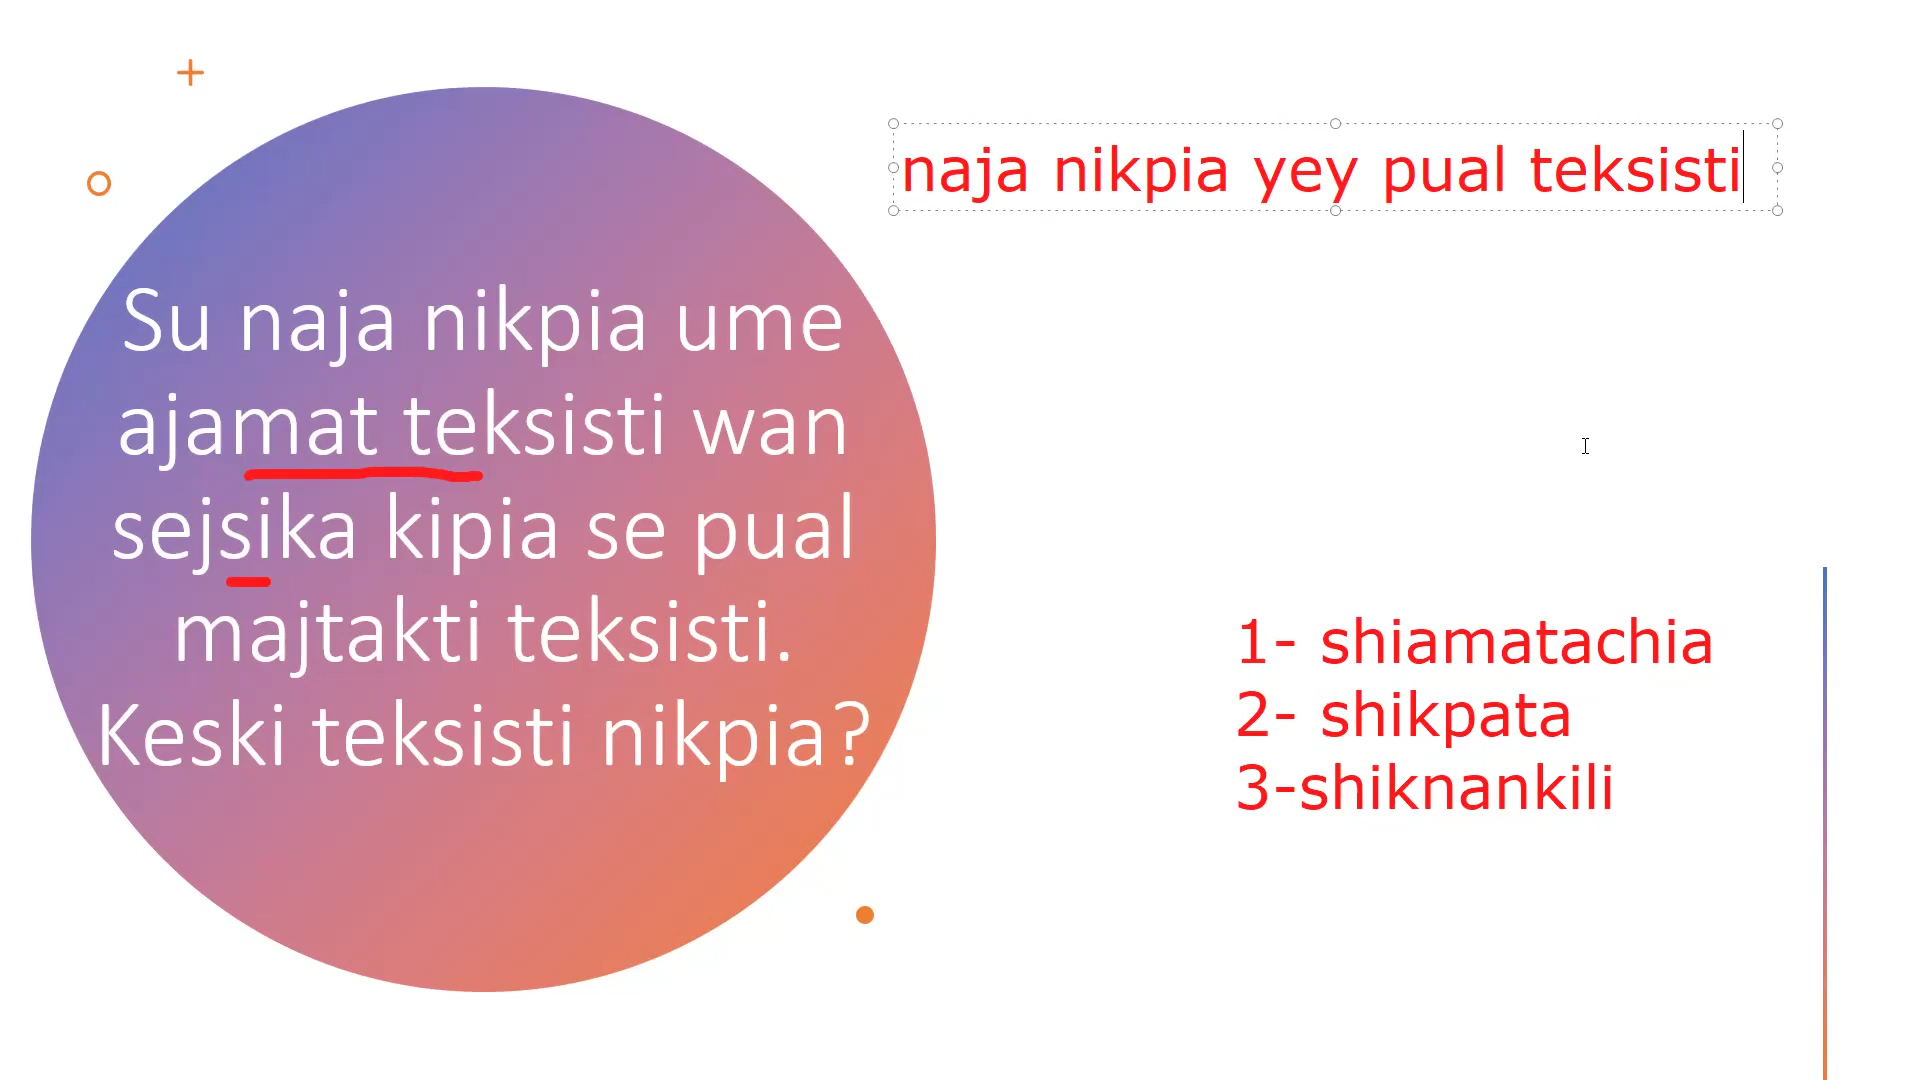 naja nikpia yey pual teksisti
Su naja nikpia ume
ajamat teksisti wan
sejsika kipia se pual
majtakti teksisti.
Keski teksisti nikpia?
1- shiamatachia
2- shikpata
3-shiknankili